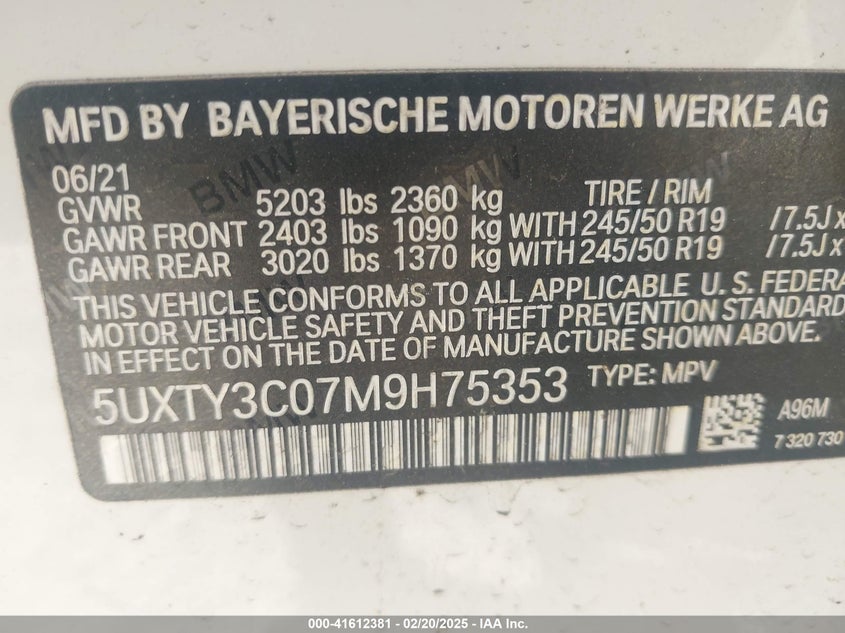 MFD BY BAYERISCHE MOTOREN WERKE AG
06/21
GVWR 5203 lbs 2360 kg TIRE / RIM
GAWR FRONT 2403 lbs 1090 kg WITH 245/50 R19 /7.5J x
GAWR REAR 3020 lbs 1370 kg WITH 245/50 R19 /7.5J x
THIS VEHICLE CONFORMS TO ALL APPLICABLE U. S. FEDERA
MOTOR VEHICLE SAFETY AND THEFT PREVENTION STANDARD
IN EFFECT ON THE DATE OF MANUFACTURE SHOWN ABOVE.
5UXTY3C07M9H75353 TYPE: MPV
A96M
7 320 730
BMW
000-41612381 - 02/20/2025 - IAA Inc.